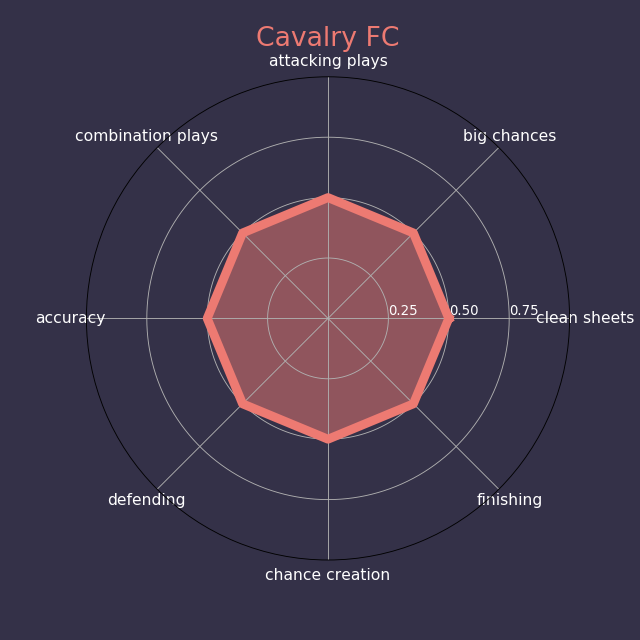 Cavalry FC
attacking plays
combination plays
big chances
0.25
0.50
0.75
accuracy
clean sheets
defending
finishing
chance creation